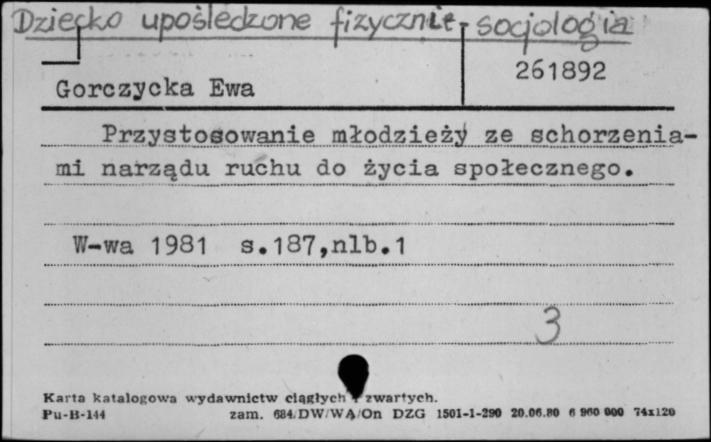 Dziecko upośledzone fizycznie - socjologia
261892
Gorczycka Ewa
Przystosowanie młodzieży ze schorzenia-
mi narządu ruchu do życia społecznego.
W-wa 1981 s.187,nlb.1
3
Karta katalogowa wydawnictw ciągłych i zwartych.
Pu-B-144 zam. 684/DW/WA/On DZG 1501-1-290 20.06.80 6 960 000 74x120